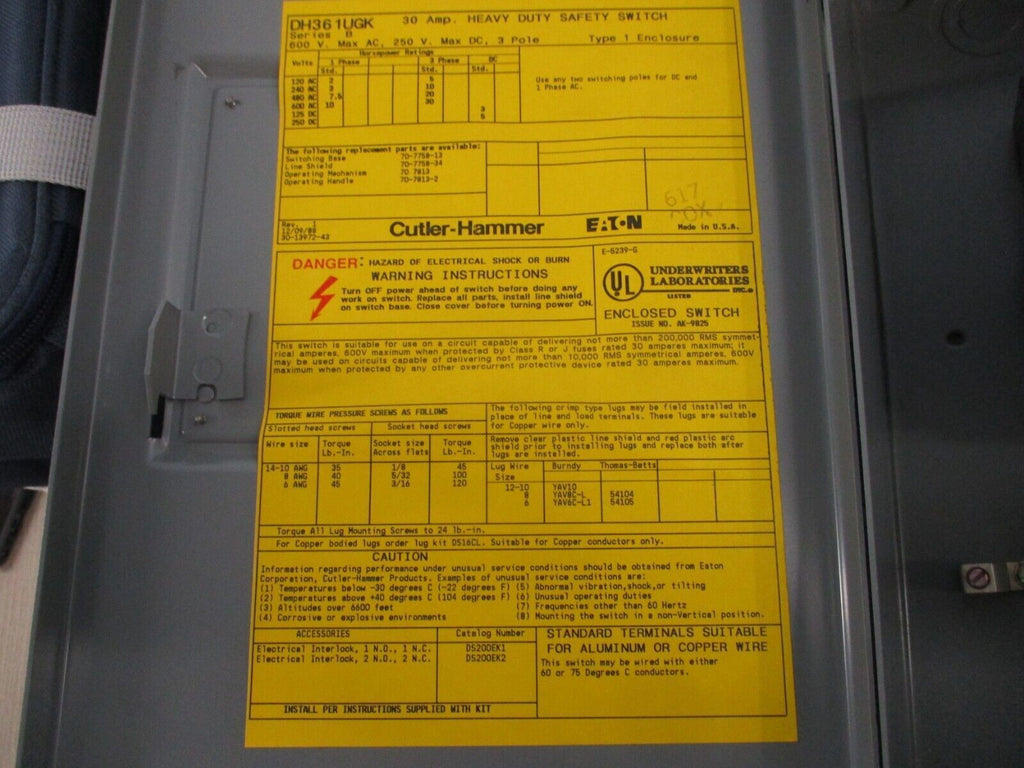 DH361UGK 30 Amp. HEAVY DUTY SAFETY SWITCH
Series B
600 V. Max AC, 250 V. Max DC, 3 Pole Type 1 Enclosure
Horsepower Ratings
Volts 1 Phase 3 Phase DC
Std. Std. Std.
120 AC 2 5
240 AC 3 10
480 AC 7.5 20
600 AC 10 30
125 DC 3
250 DC 5
Use any two switching poles for DC and
1 Phase AC.
The following replacement parts are available:
Switching Base 70-7758-13
Line Shield 70-7758-34
Operating Mechanism 70 7813
Operating Handle 70-7813-2
617
OX
Rev. 1
12/09/88
30-13972-43
Cutler-Hammer EATON
Made in U.S.A.
DANGER: HAZARD OF ELECTRICAL SHOCK OR BURN
WARNING INSTRUCTIONS
Turn OFF power ahead of switch before doing any
work on switch. Replace all parts, install line shield
on switch base. Close cover before turning power ON.
E-5239-G
UL UNDERWRITERS
LABORATORIES
INC.®
LISTED
ENCLOSED SWITCH
ISSUE NO. AK-9825
This switch is suitable for use on a circuit capable of delivering not more than 200,000 RMS symmet-
rical amperes, 600V maximum when protected by Class R or J fuses rated 30 amperes maximum; it
may be used on circuits capable of delivering not more than 10,000 RMS symmetrical amperes, 600V
maximum when protected by any other overcurrent protective device rated 30 amperes maximum.
TORQUE WIRE PRESSURE SCREWS AS FOLLOWS
Slotted head screws Socket head screws
Wire size Torque Lb.-In. Socket size Across flats Torque Lb.-In.
14-10 AWG 35 1/8 45
8 AWG 40 5/32 100
6 AWG 45 3/16 120
The following crimp type lugs may be field installed in
place of line and load terminals. These lugs are suitable
for Copper wire only.
Remove clear plastic line shield and red plastic arc
shield prior to installing lugs and replace both after
lugs are installed.
Lug Wire Size Burndy Thomas-Betts
12-10 YAV10
8 YAV8C-L 54104
6 YAV6C-L1 54105
Torque All Lug Mounting Screws to 24 lb.-in.
For Copper bodied lugs order lug kit DS16CL. Suitable for Copper conductors only.
CAUTION
Information regarding performance under unusual service conditions should be obtained from Eaton
Corporation, Cutler-Hammer Products. Examples of unusual service conditions are:
(1) Temperatures below -30 degrees C (-22 degrees F) (5) Abnormal vibration,shock,or tilting
(2) Temperatures above +40 degrees C (104 degrees F) (6) Unusual operating duties
(3) Altitudes over 6600 feet (7) Frequencies other than 60 Hertz
(4) Corrosive or explosive environments (8) Mounting the switch in a non-Vertical position.
ACCESSORIES Catalog Number
Electrical Interlock, 1 N.O., 1 N.C. DS200EK1
Electrical Interlock, 2 N.O., 2 N.C. DS200EK2
INSTALL PER INSTRUCTIONS SUPPLIED WITH KIT
STANDARD TERMINALS SUITABLE
FOR ALUMINUM OR COPPER WIRE
This switch may be wired with either
60 or 75 Degrees C conductors.